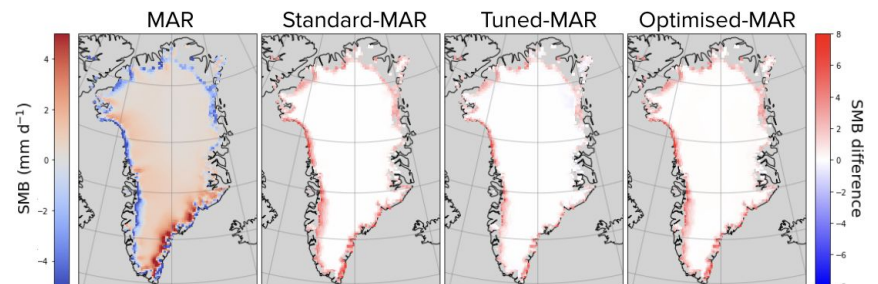 MAR
Standard-MAR
Tuned-MAR
Optimised-MAR
SMB (mm d⁻¹)
4
2
0
−2
−4
8
6
4
2
0
−2
−4
−6
SMB difference